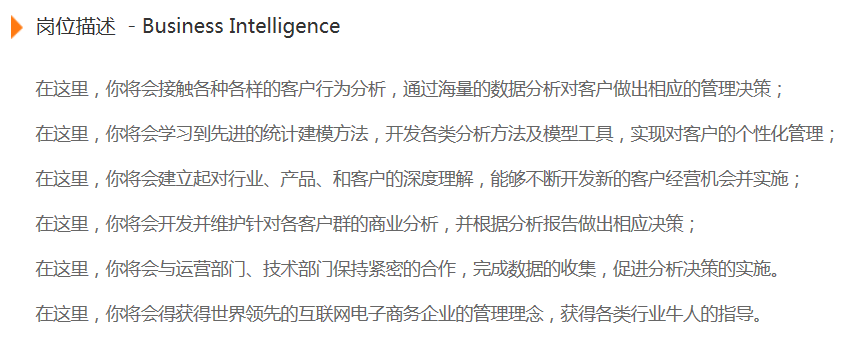 岗位描述 - Business Intelligence
在这里，你将会接触各种各样的客户行为分析，通过海量的数据分析对客户做出相应的管理决策；
在这里，你将会学习到先进的统计建模方法，开发各类分析方法及模型工具，实现对客户的个性化管理；
在这里，你将会建立起对行业、产品、和客户的深度理解，能够不断开发新的客户经营机会并实施；
在这里，你将会开发并维护针对各客户群的商业分析，并根据分析报告做出相应决策；
在这里，你将会与运营部门、技术部门保持紧密的合作，完成数据的收集，促进分析决策的实施。
在这里，你将会得获得世界领先的互联网电子商务企业的管理理念，获得各类行业牛人的指导。